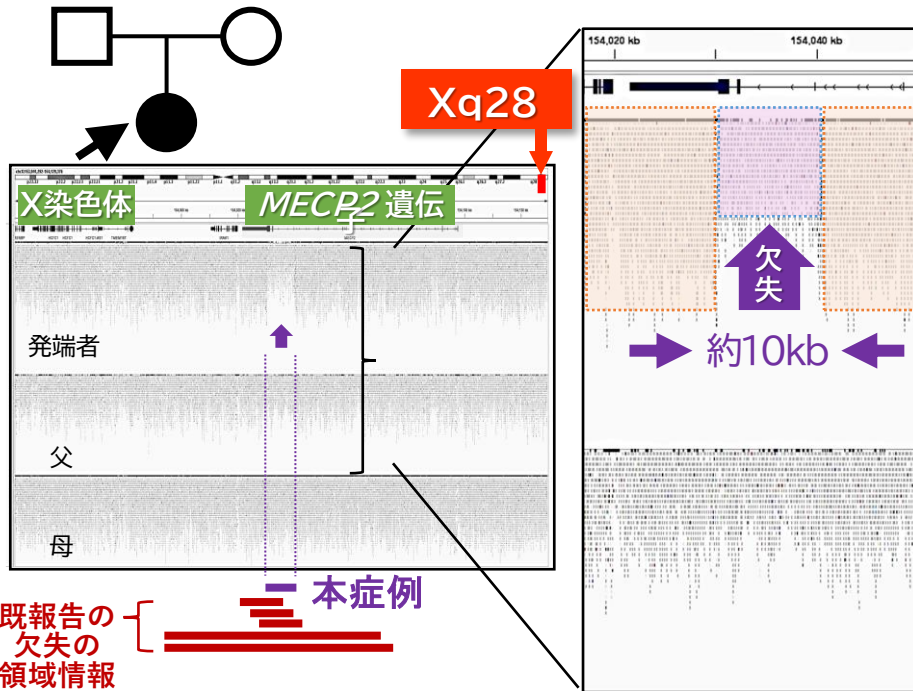 Xq28
X染色体
MECP2 遺伝
子
発端者
父
母
本症例
既報告の
欠失の
領域情報
154,020 kb
154,040 kb
欠
失
約10kb